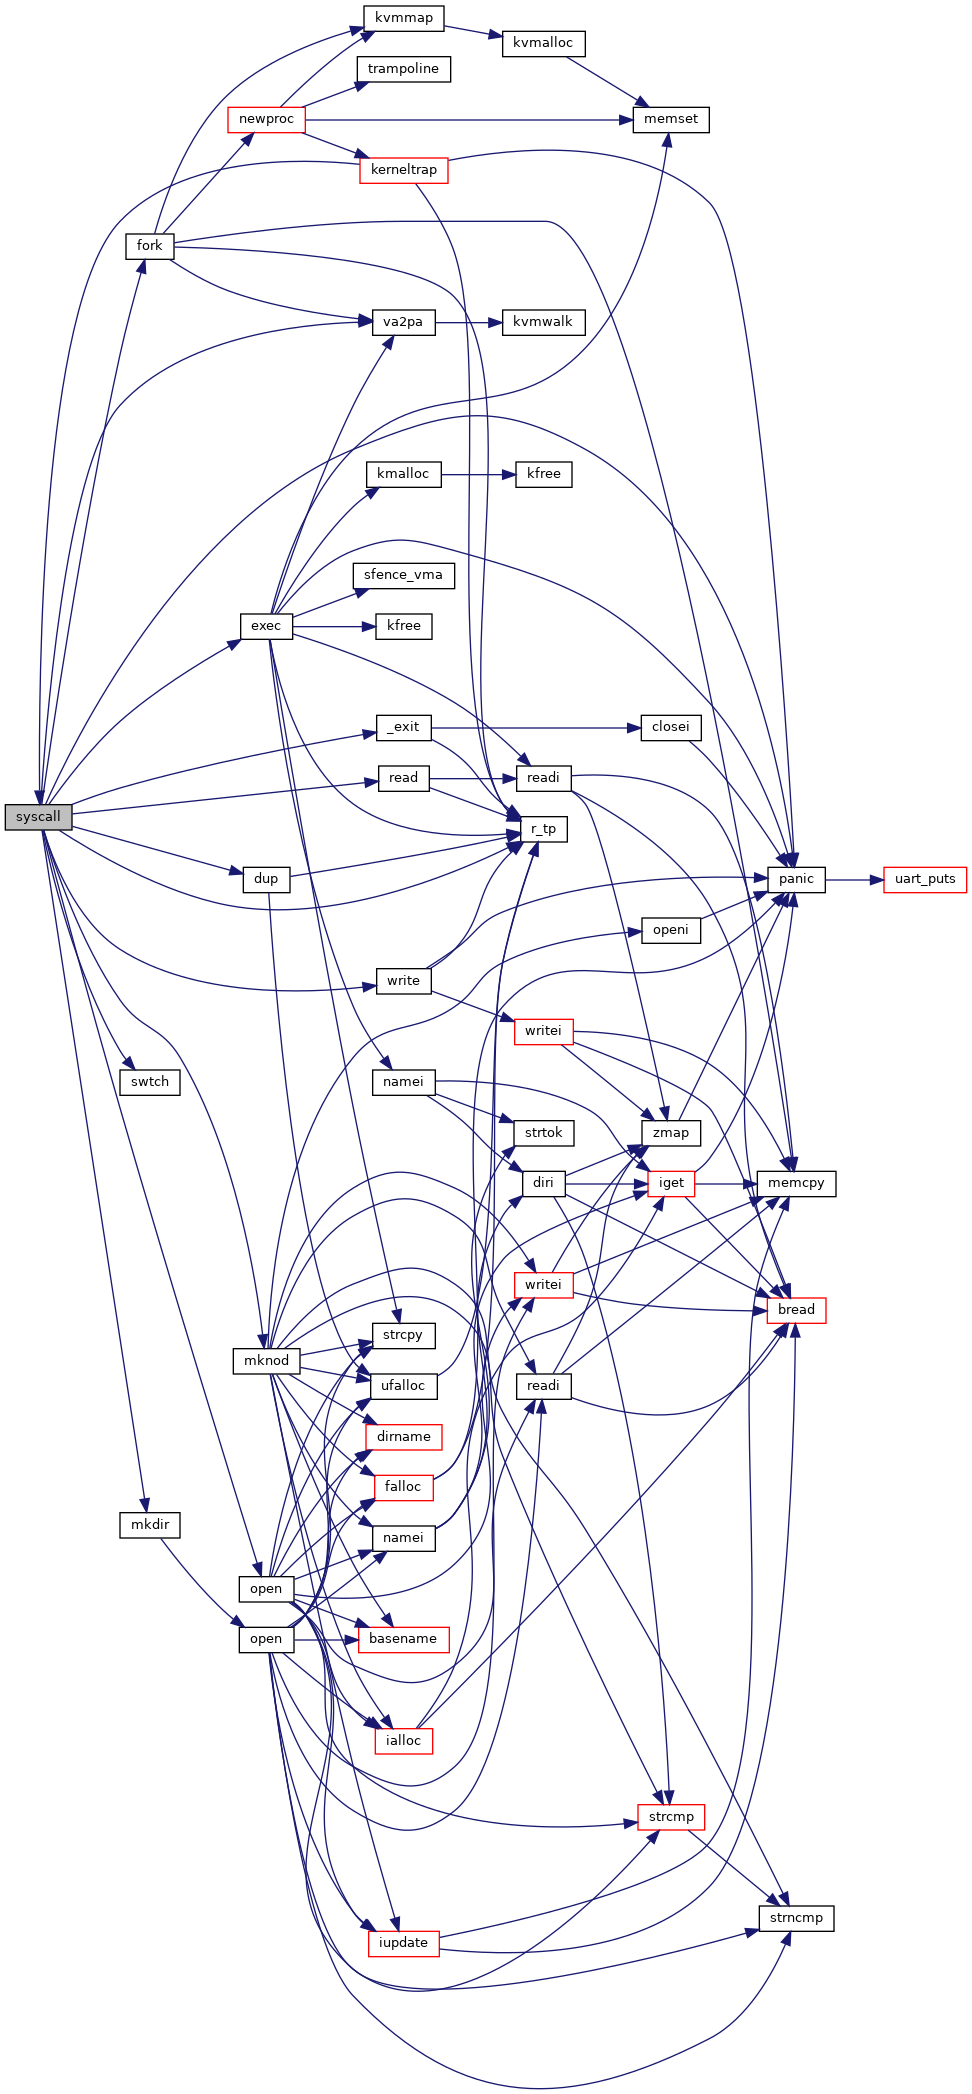 kvmmap
kvmalloc
trampoline
newproc
memset
kerneltrap
fork
va2pa
kvmwalk
kmalloc
kfree
sfence_vma
exec
kfree
_exit
closei
read
readi
syscall
r_tp
dup
panic
uart_puts
openi
write
writei
swtch
namei
strtok
zmap
diri
iget
memcpy
writei
bread
strcpy
mknod
ufalloc
readi
dirname
falloc
mkdir
namei
open
open
basename
ialloc
strcmp
strncmp
iupdate